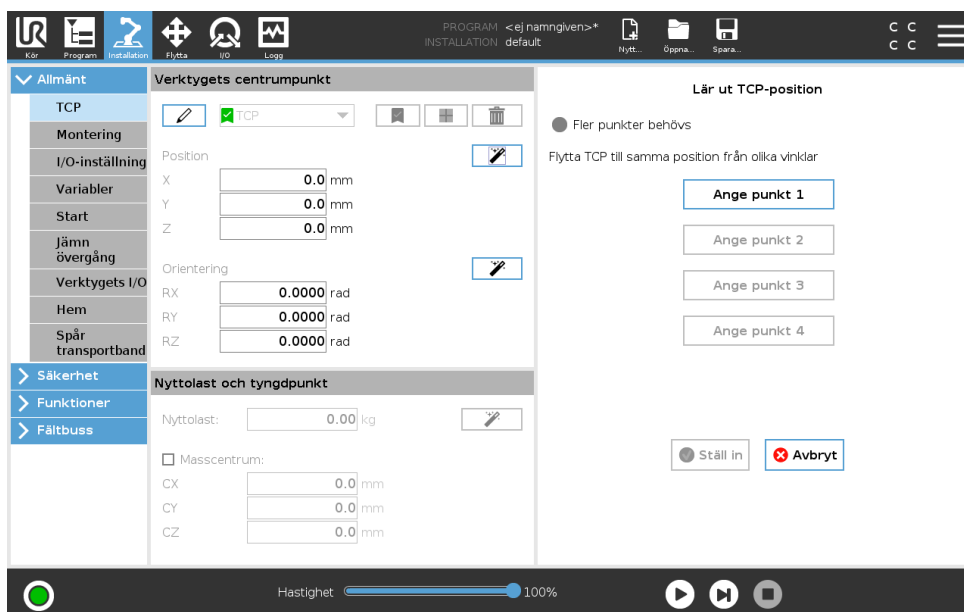 UR
PROGRAM <ej namngiven>*
INSTALLATION default
Kör
Program
Installation
Flytta
I/O
Logg
Nytt...
Öppna...
Spara...
C C
C C
Allmänt
TCP
Montering
I/O-inställning
Variabler
Start
Jämn
övergång
Verktygets I/O
Hem
Spår
transportband
Säkerhet
Funktioner
Fältbuss
Verktygets centrumpunkt
TCP
Position
X 0.0 mm
Y 0.0 mm
Z 0.0 mm
Orientering
RX 0.0000 rad
RY 0.0000 rad
RZ 0.0000 rad
Nyttolast och tyngdpunkt
Nyttolast: 0.00 kg
Masscentrum:
CX 0.0 mm
CY 0.0 mm
CZ 0.0 mm
Lär ut TCP-position
Fler punkter behövs
Flytta TCP till samma position från olika vinklar
Ange punkt 1
Ange punkt 2
Ange punkt 3
Ange punkt 4
Ställ in
Avbryt
Hastighet 100%